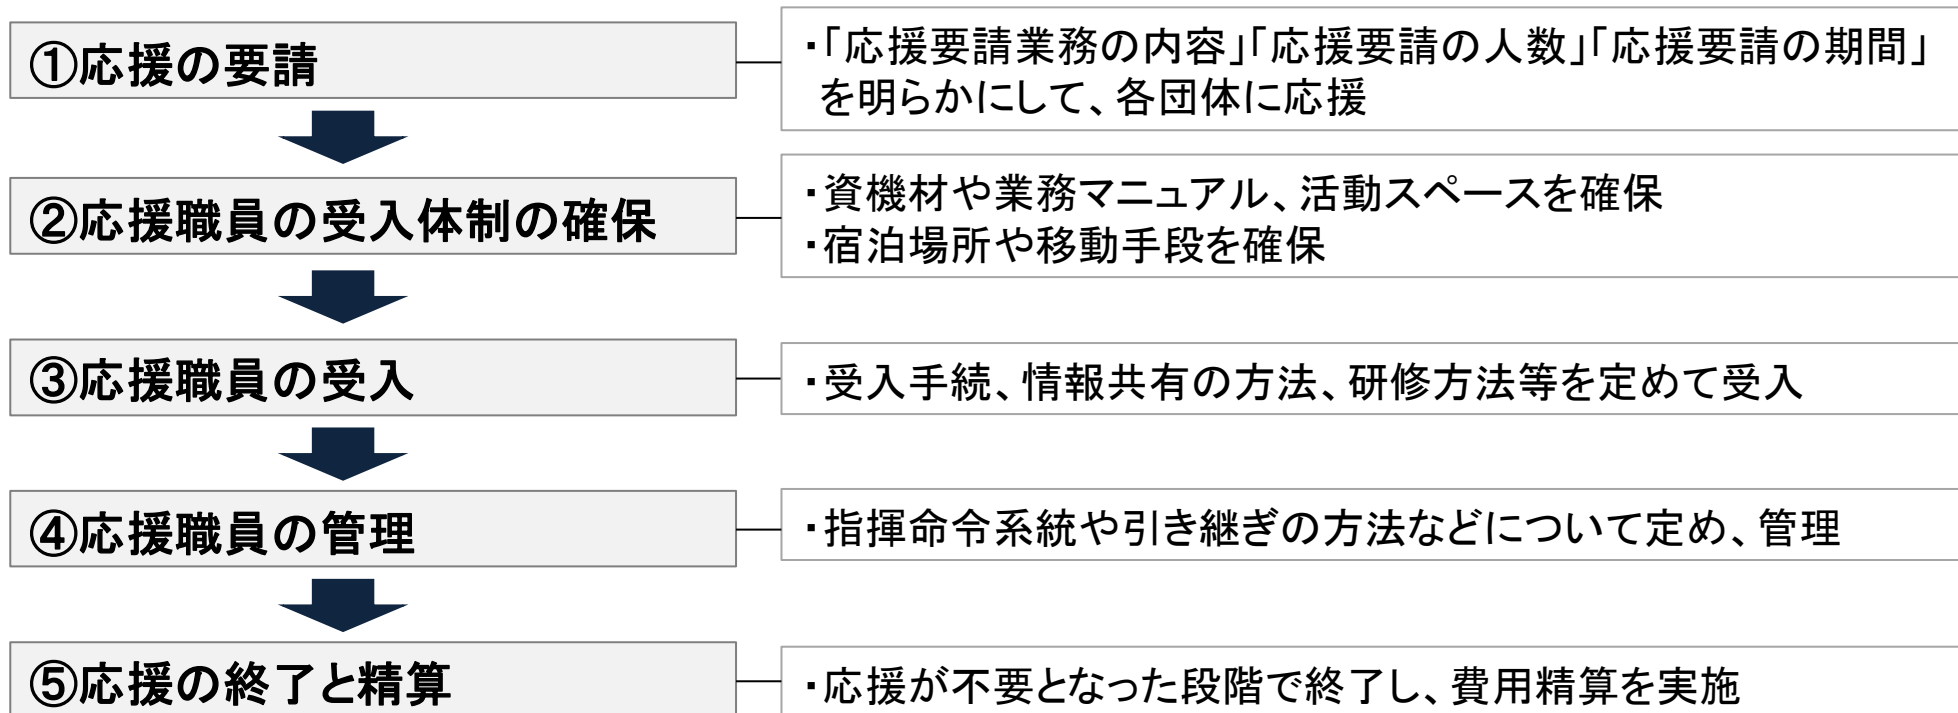 ①応援の要請
・「応援要請業務の内容」「応援要請の人数」「応援要請の期間」
を明らかにして、各団体に応援
②応援職員の受入体制の確保
・資機材や業務マニュアル、活動スペースを確保
・宿泊場所や移動手段を確保
③応援職員の受入
・受入手続、情報共有の方法、研修方法等を定めて受入
④応援職員の管理
・指揮命令系統や引き継ぎの方法などについて定め、管理
⑤応援の終了と精算
・応援が不要となった段階で終了し、費用精算を実施